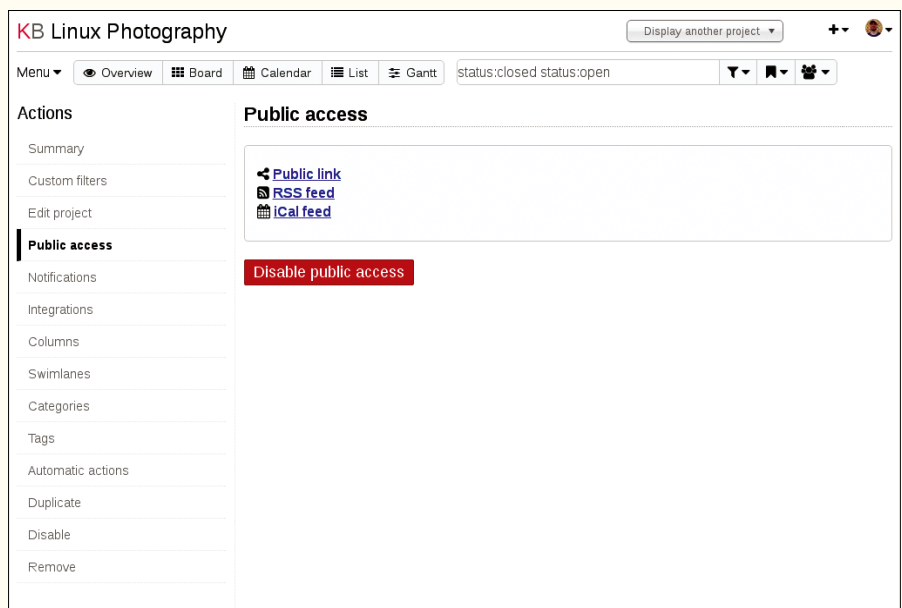 KB Linux Photography
Display another project
Menu
Overview
Board
Calendar
List
Gantt
status:closed status:open
Actions
Summary
Custom filters
Edit project
Public access
Notifications
Integrations
Columns
Swimlanes
Categories
Tags
Automatic actions
Duplicate
Disable
Remove
Public access
Public link
RSS feed
iCal feed
Disable public access